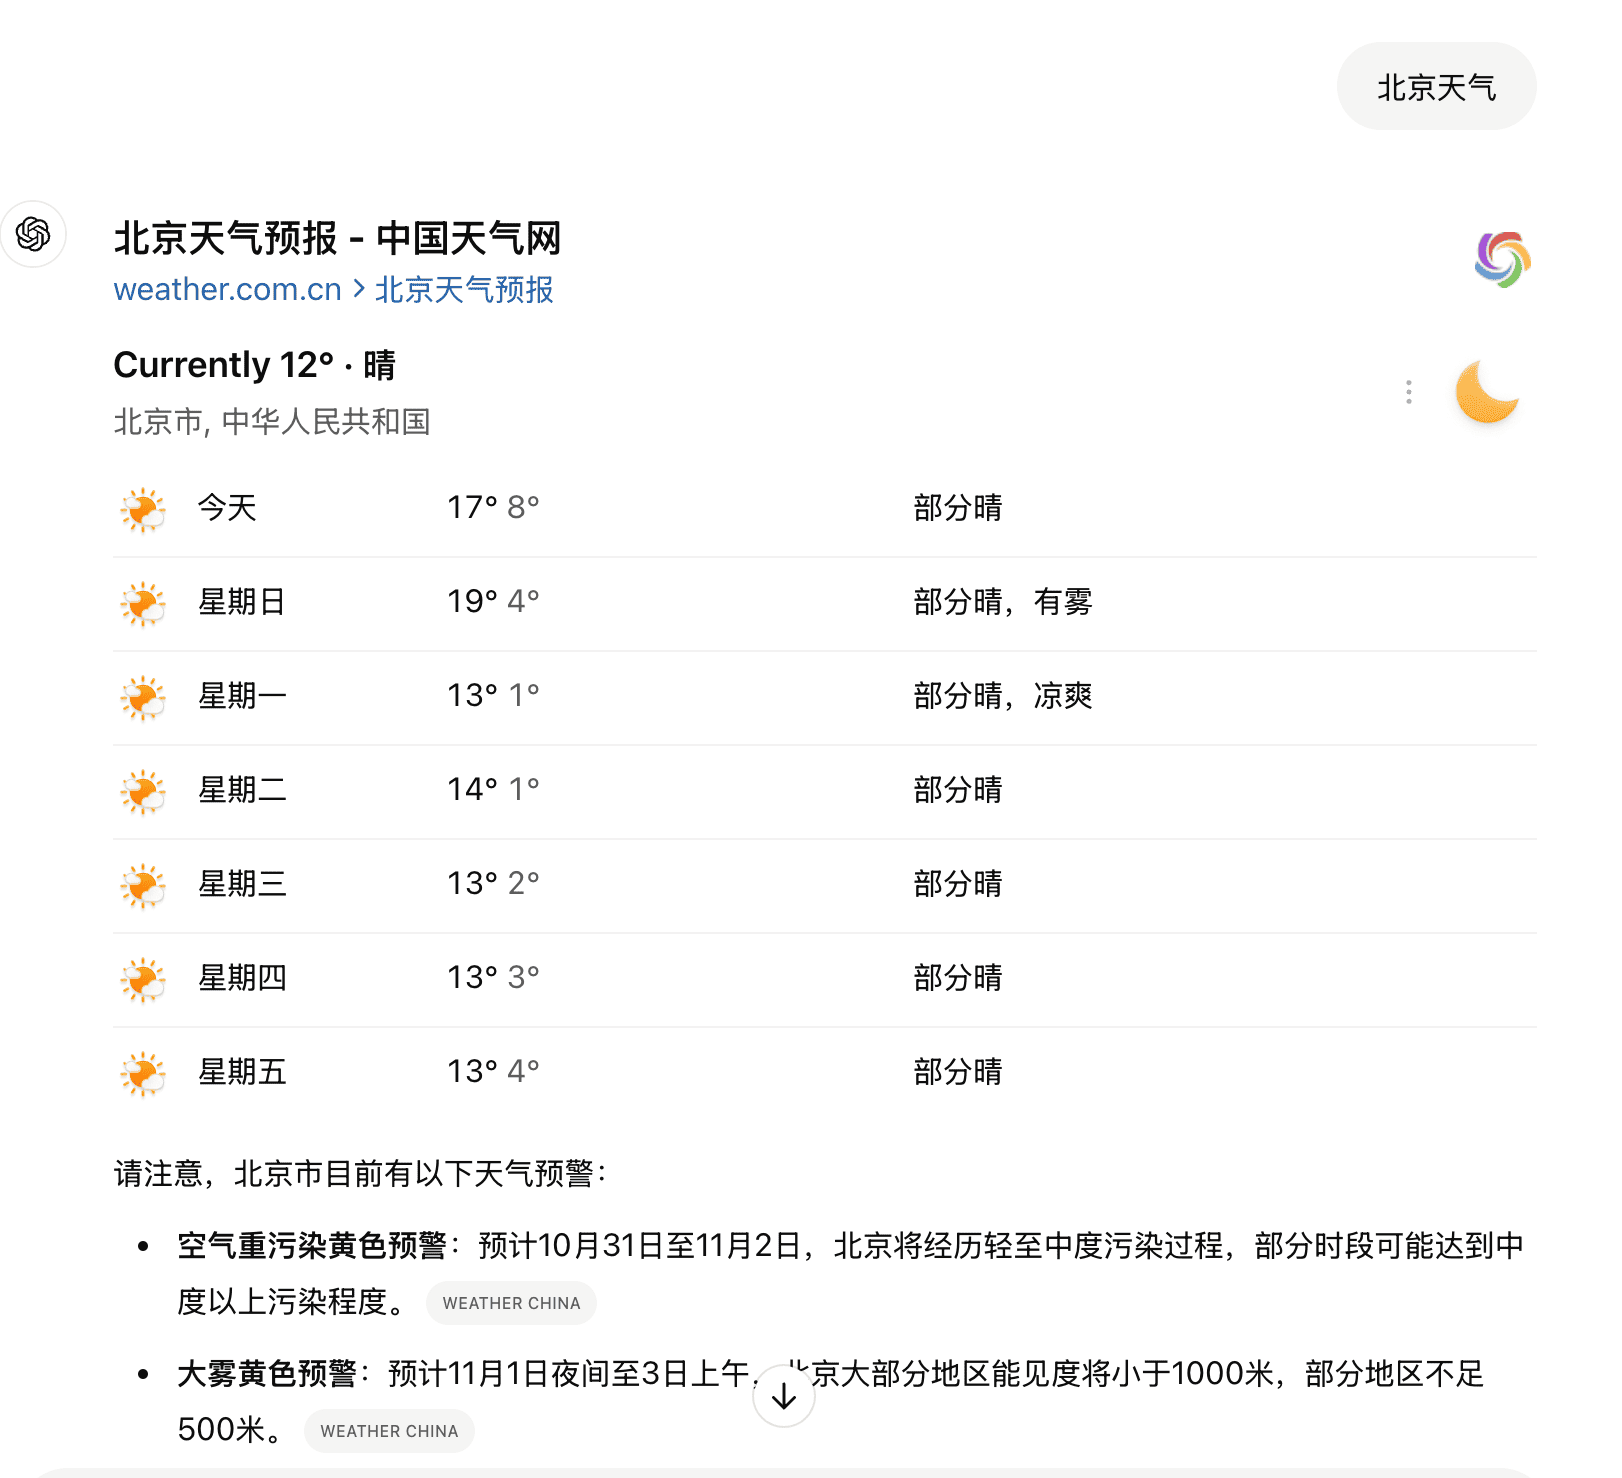 北京天气
北京天气预报 - 中国天气网
weather.com.cn > 北京天气预报
Currently 12° · 晴
北京市, 中华人民共和国
今天 17° 8° 部分晴
星期日 19° 4° 部分晴，有雾
星期一 13° 1° 部分晴，凉爽
星期二 14° 1° 部分晴
星期三 13° 2° 部分晴
星期四 13° 3° 部分晴
星期五 13° 4° 部分晴
请注意，北京市目前有以下天气预警：
• 空气重污染黄色预警：预计10月31日至11月2日，北京将经历轻至中度污染过程，部分时段可能达到中
度以上污染程度。 WEATHER CHINA
• 大雾黄色预警：预计11月1日夜间至3日上午，北京大部分地区能见度将小于1000米，部分地区不足
500米。 WEATHER CHINA